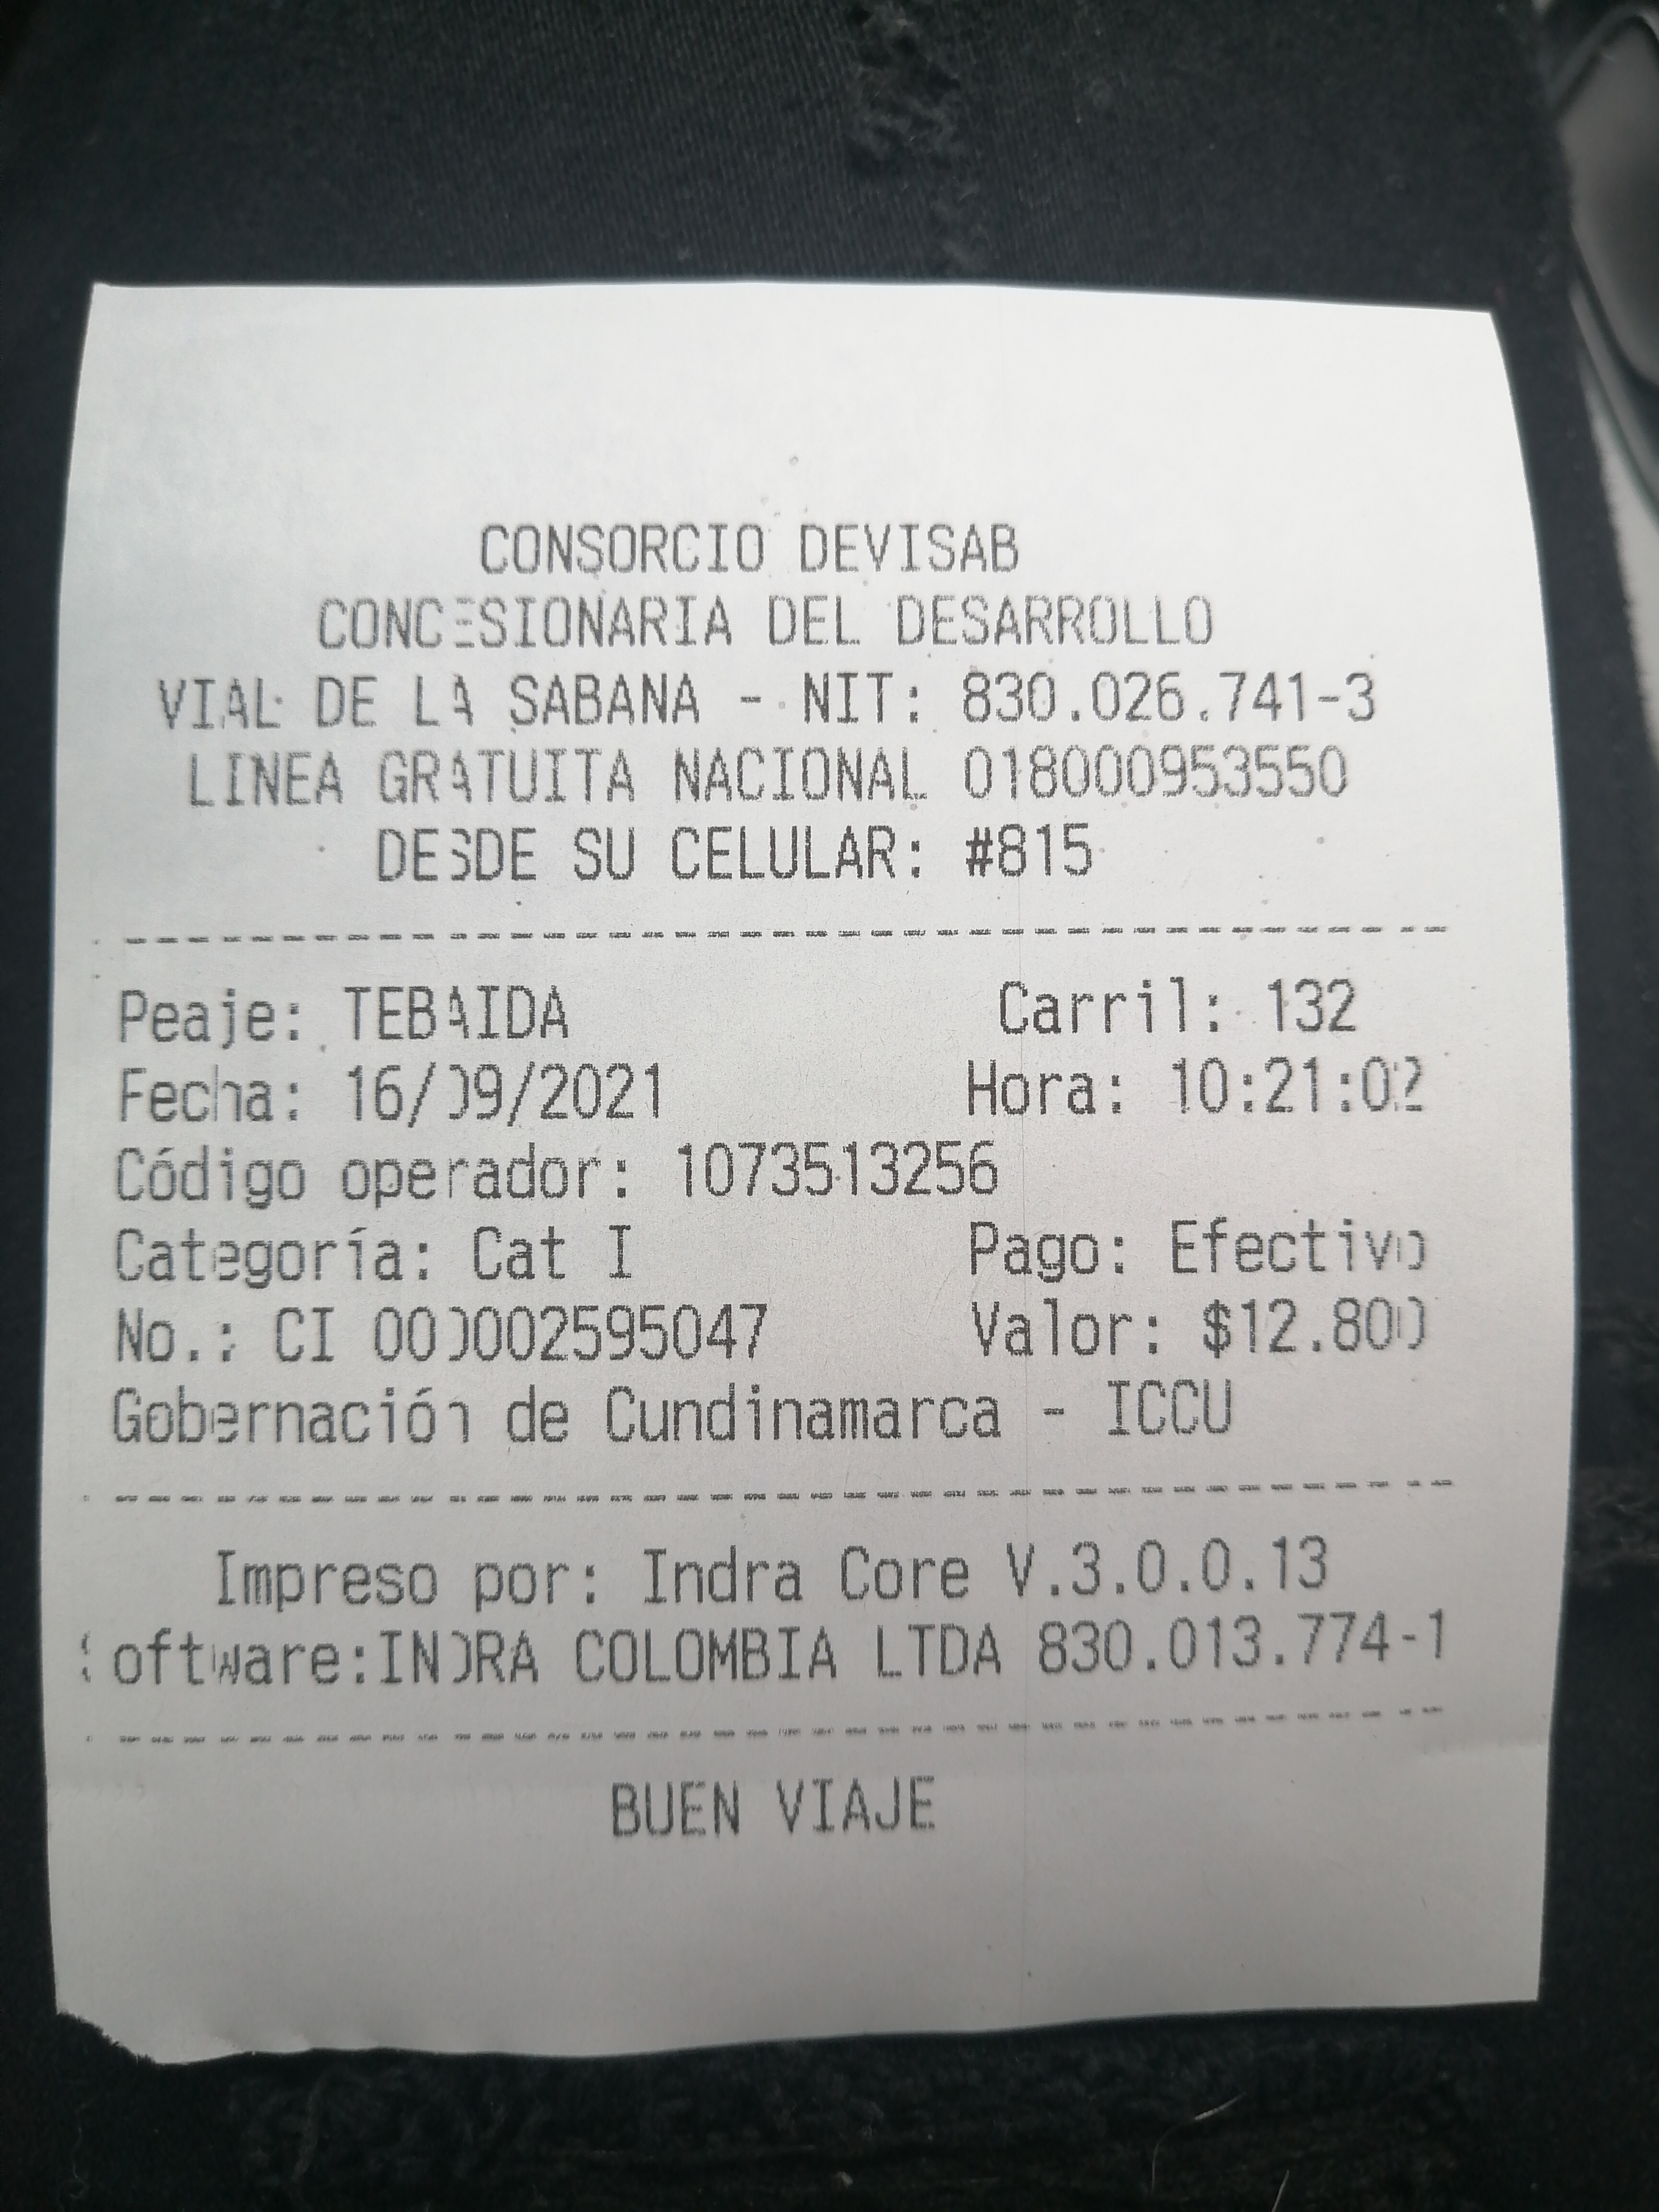 CONSORCIO DEVISAB
CONCESIONARIA DEL DESARROLLO
VIAL DE LA SABANA - NIT: 830.026.741-3
LINEA GRATUITA NACIONAL 018000953550
DESDE SU CELULAR: #815
Peaje: TEBAIDA Carril: 132
Fecha: 16/09/2021 Hora: 10:21:02
Código operador: 1073513256
Categoría: Cat I Pago: Efectivo
No.: CI 000002595047 Valor: $12.800
Gobernación de Cundinamarca - ICCU
Impreso por: Indra Core V.3.0.0.13
Software:INDRA COLOMBIA LTDA 830.013.774-1
BUEN VIAJE